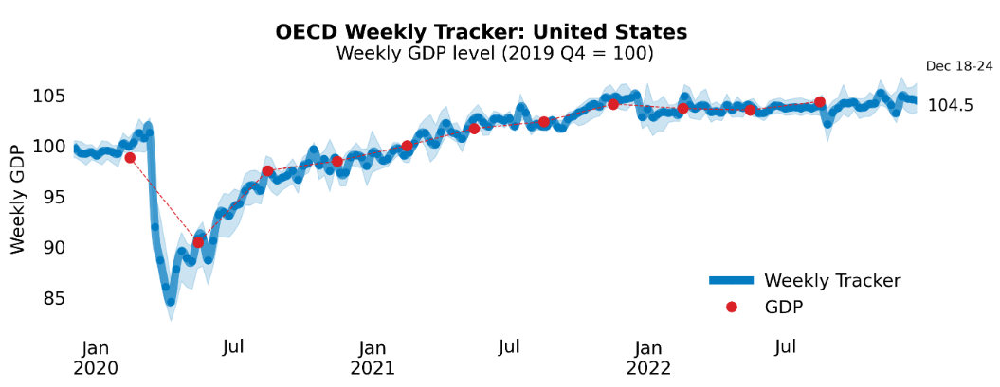 OECD Weekly Tracker: United States
Weekly GDP level (2019 Q4 = 100)
Dec 18-24
104.5
Weekly GDP
105
100
95
90
85
Weekly Tracker
GDP
Jan
2020
Jul
Jan
2021
Jul
Jan
2022
Jul